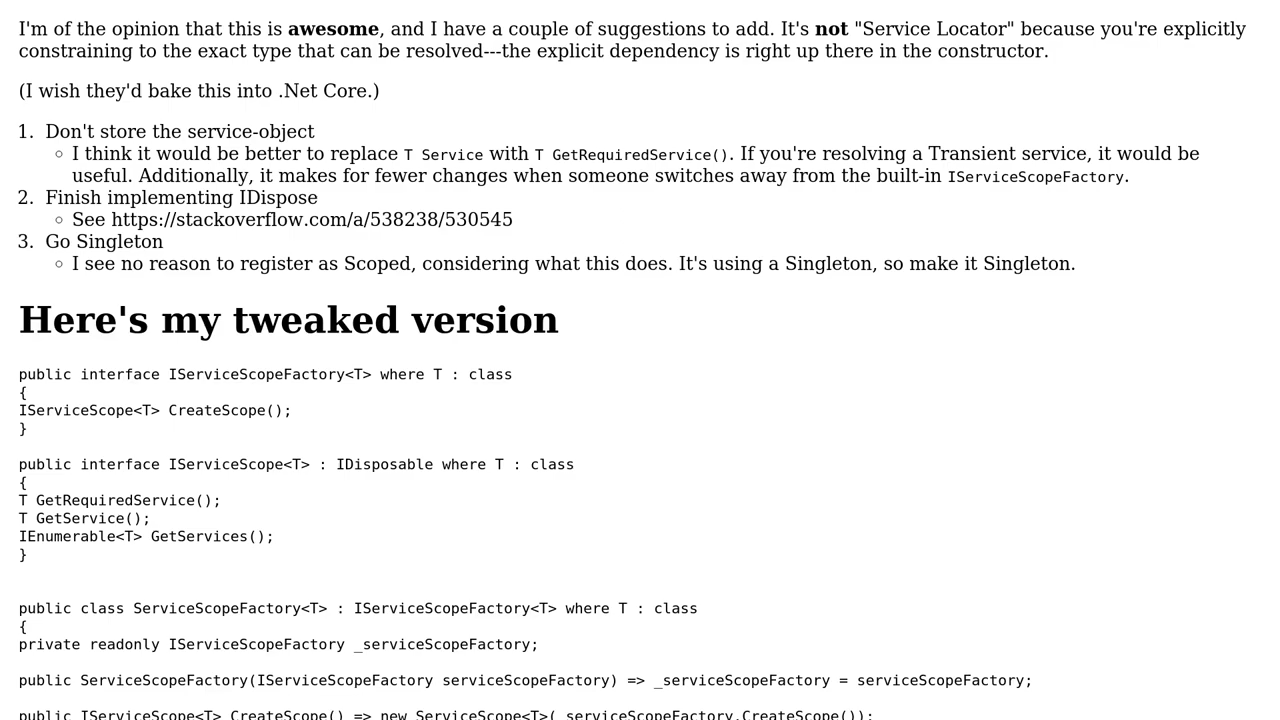 I'm of the opinion that this is awesome, and I have a couple of suggestions to add. It's not "Service Locator" because you're explicitly
constraining to the exact type that can be resolved---the explicit dependency is right up there in the constructor.
(I wish they'd bake this into .Net Core.)
1. Don't store the service-object
◦ I think it would be better to replace T Service with T GetRequiredService(). If you're resolving a Transient service, it would be
useful. Additionally, it makes for fewer changes when someone switches away from the built-in IServiceScopeFactory.
2. Finish implementing IDispose
◦ See https://stackoverflow.com/a/538238/530545
3. Go Singleton
◦ I see no reason to register as Scoped, considering what this does. It's using a Singleton, so make it Singleton.
Here's my tweaked version
public interface IServiceScopeFactory<T> where T : class
{
IServiceScope<T> CreateScope();
}
public interface IServiceScope<T> : IDisposable where T : class
{
T GetRequiredService();
T GetService();
IEnumerable<T> GetServices();
}
public class ServiceScopeFactory<T> : IServiceScopeFactory<T> where T : class
{
private readonly IServiceScopeFactory _serviceScopeFactory;
public ServiceScopeFactory(IServiceScopeFactory serviceScopeFactory) => _serviceScopeFactory = serviceScopeFactory;
public IServiceScope<T> CreateScope() => new ServiceScope<T>(_serviceScopeFactory.CreateScope());